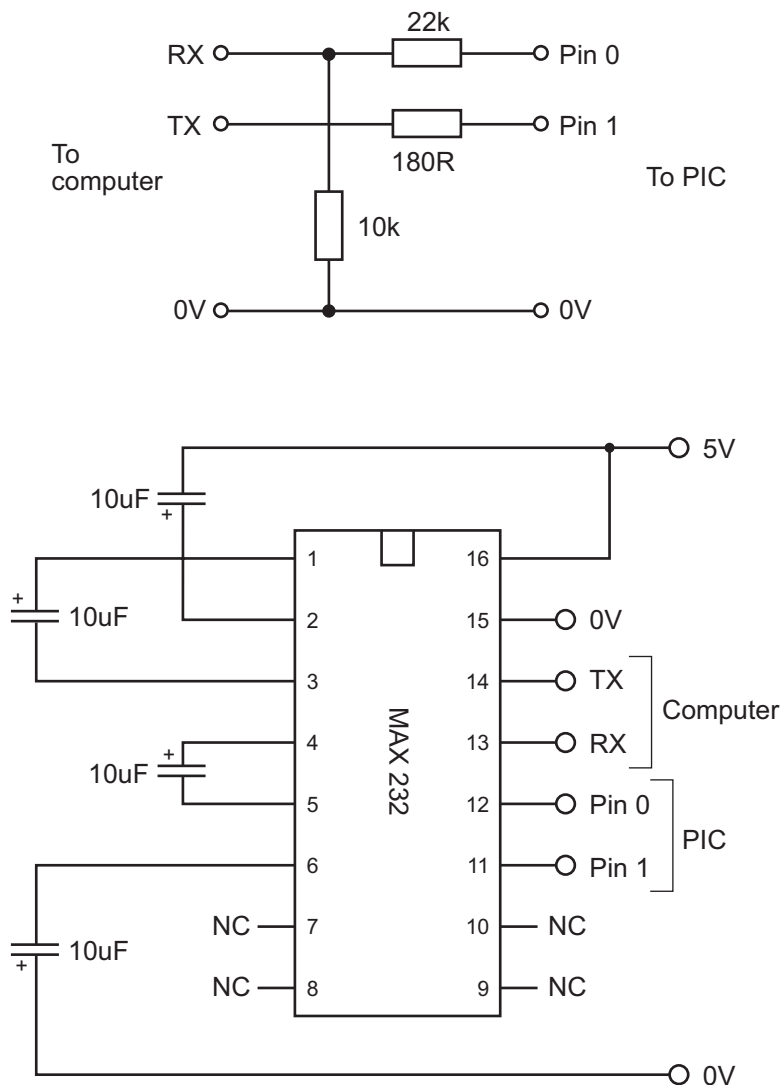 22k
RX
Pin 0
TX
Pin 1
180R
To
computer
To PIC
10k
0V
0V
5V
10uF
+
1
16
+
10uF
2
15
0V
3
14
TX
Computer
MAX 232
4
13
RX
+
10uF
5
12
Pin 0
PIC
6
11
Pin 1
NC
7
10
NC
10uF
+
NC
8
9
NC
0V